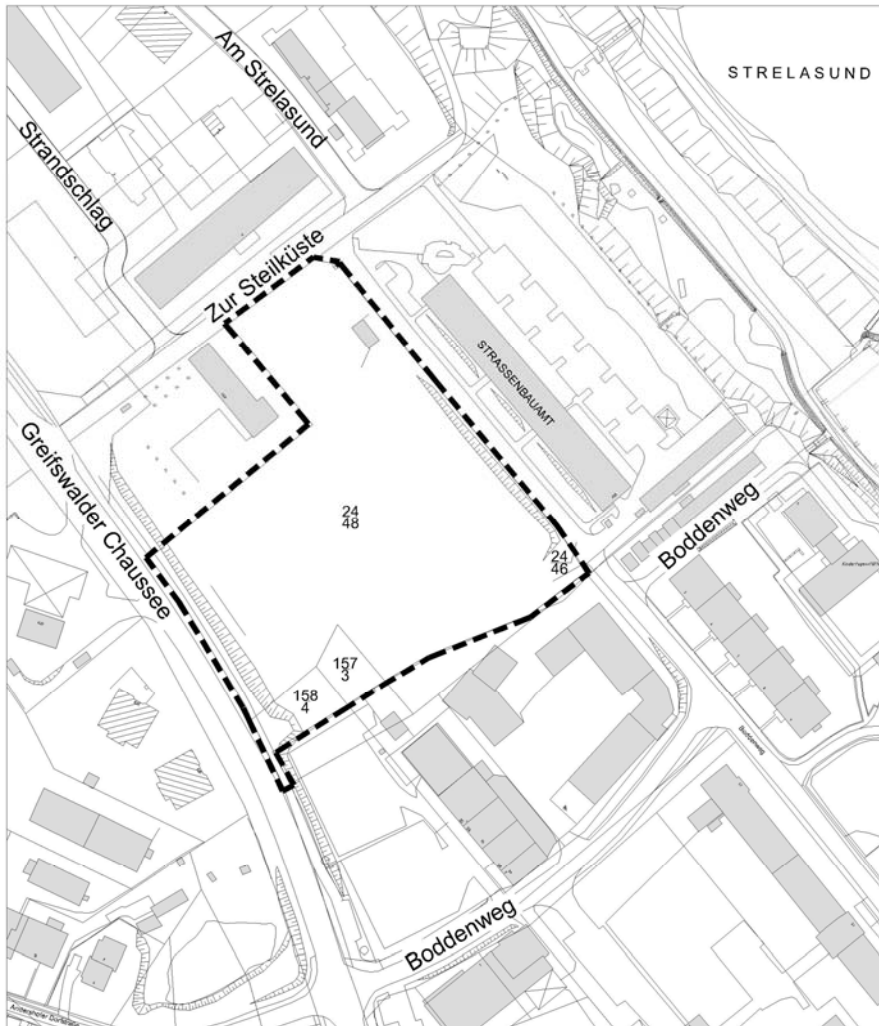 STRELASUND
Am Strelasund
Strandschlag
Zur Steilküste
STRASSENBAUAMT
Greifswalder Chaussee
24
48
24
46
Boddenweg
157
3
158
4
Boddenweg
Boddenweg